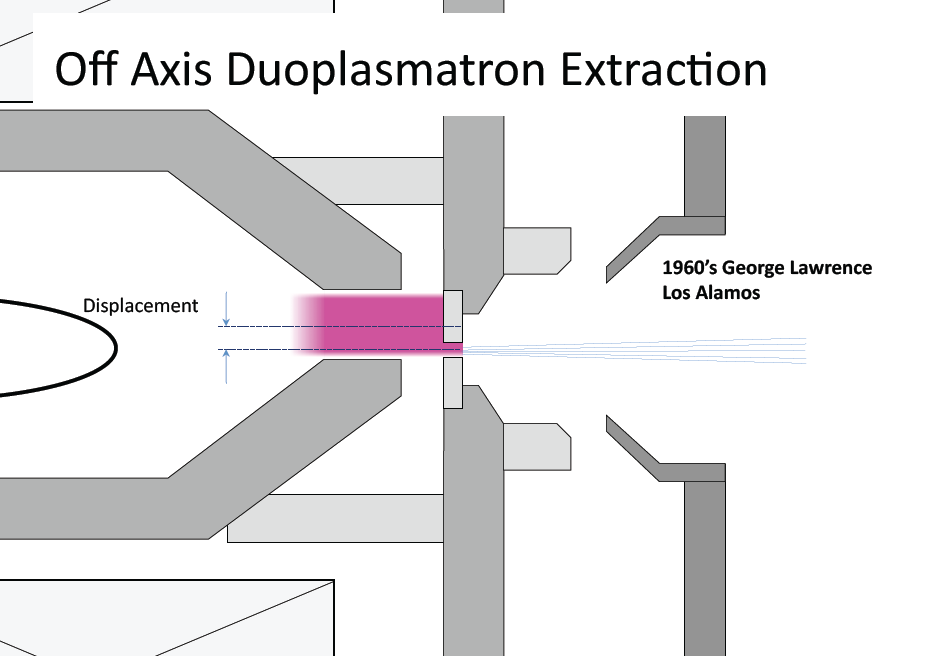 Off Axis Duoplasmatron Extraction
1960’s George Lawrence
Los Alamos
Displacement